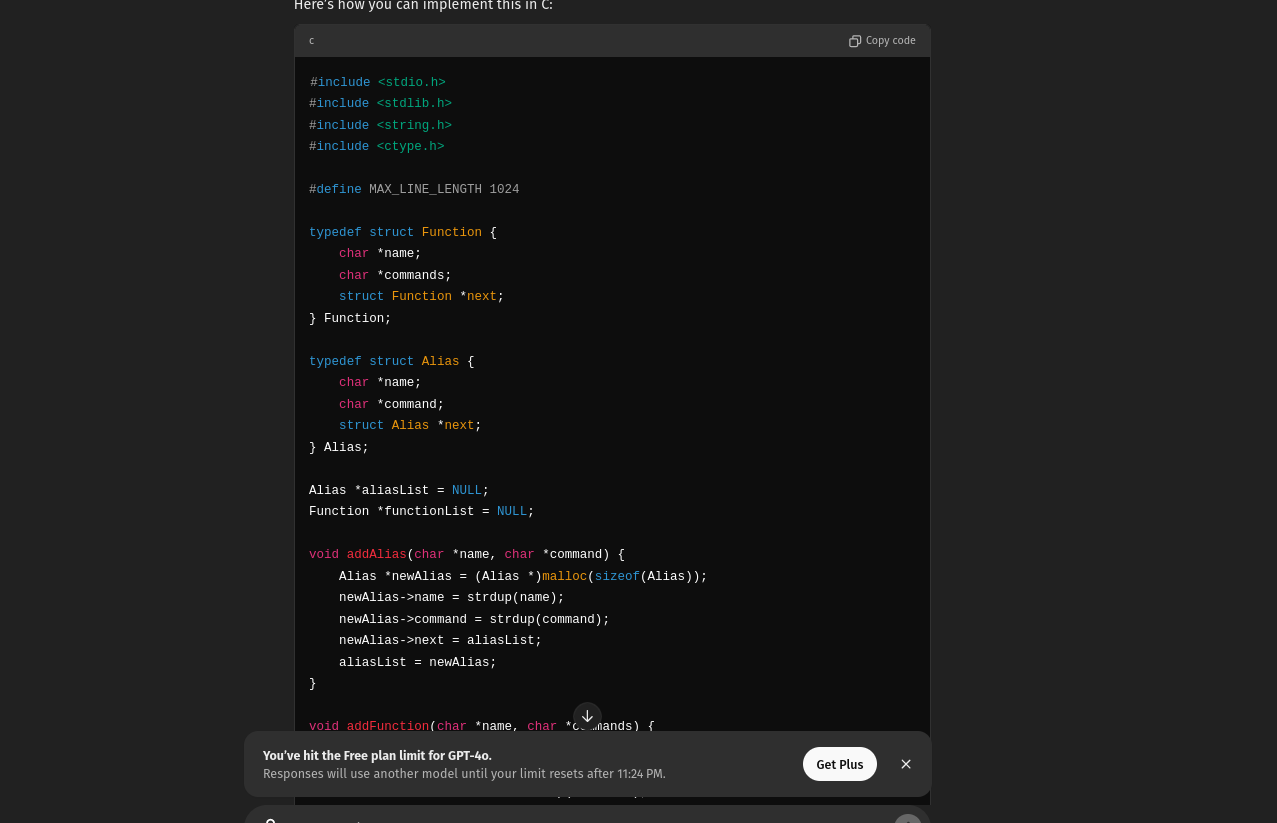 Here's how you can implement this in C:
c
Copy code
#include <stdio.h>
#include <stdlib.h>
#include <string.h>
#include <ctype.h>
#define MAX_LINE_LENGTH 1024
typedef struct Function {
    char *name;
    char *commands;
    struct Function *next;
} Function;
typedef struct Alias {
    char *name;
    char *command;
    struct Alias *next;
} Alias;
Alias *aliasList = NULL;
Function *functionList = NULL;
void addAlias(char *name, char *command) {
    Alias *newAlias = (Alias *)malloc(sizeof(Alias));
    newAlias->name = strdup(name);
    newAlias->command = strdup(command);
    newAlias->next = aliasList;
    aliasList = newAlias;
}
void addFunction(char *name, char *commands) {
You've hit the Free plan limit for GPT-4o.
Responses will use another model until your limit resets after 11:24 PM.
Get Plus